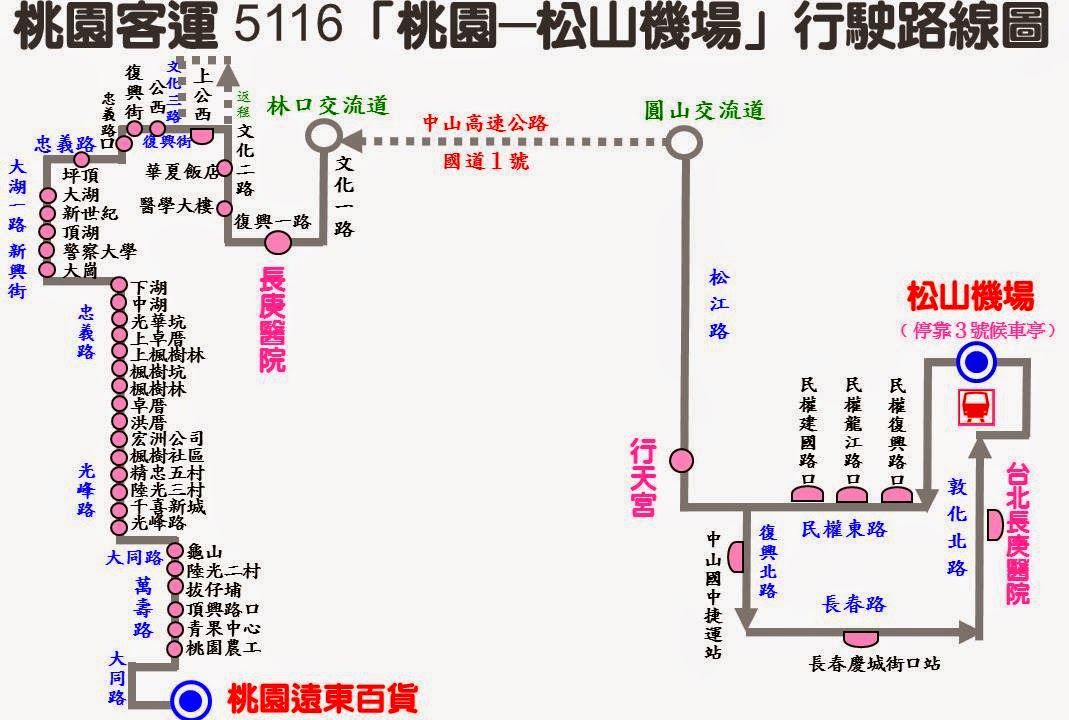 桃園客運 5116「桃園─松山機場」行駛路線圖
文化三路
上公西
返程
復興街
公西
忠義路口
復興街
文化二路
林口交流道
中山高速公路
國道1號
圓山交流道
忠義路
坪頂
大湖一路
大湖
新世紀
頂湖
警察大學
大崗
新興街
華夏飯店
醫學大樓
復興一路
文化一路
長庚醫院
下湖
中湖
光華坑
上卓厝
上楓樹林
楓樹坑
楓樹林
卓厝
洪厝
宏洲公司
楓樹社區
精忠五村
陸光三村
千喜新城
光峰路
忠義路
光峰路
大同路
龜山
陸光二村
拔仔埔
頂興路口
青果中心
桃園農工
萬壽路
大同路
桃園遠東百貨
松江路
行天宮
松山機場
（停靠3號候車亭）
民權建國路口
民權龍江路口
民權復興路口
民權東路
敦化北路
台北長庚醫院
中山國中捷運站
復興北路
長春路
長春慶城街口站